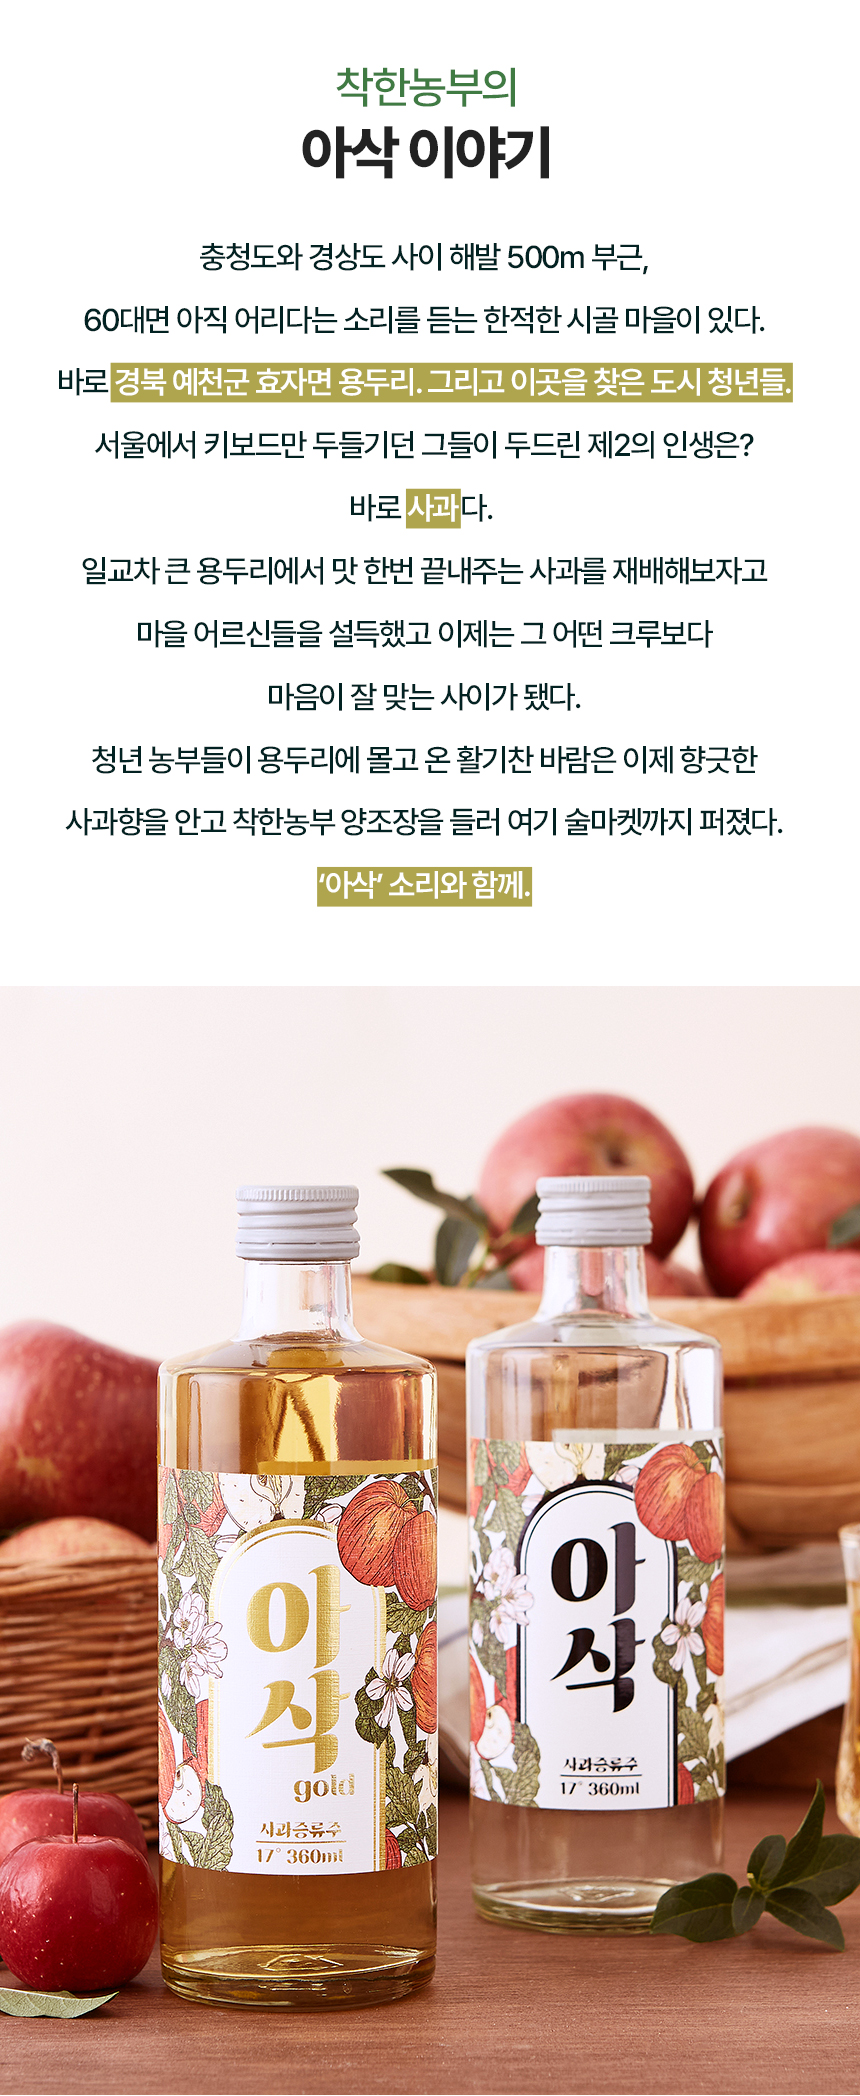 착한농부의
아삭 이야기
충청도와 경상도 사이 해발 500m 부근,
60대면 아직 어리다는 소리를 듣는 한적한 시골 마을이 있다.
바로 경북 예천군 효자면 용두리. 그리고 이곳을 찾은 도시 청년들.
서울에서 키보드만 두들기던 그들이 두드린 제2의 인생은?
바로 사과다.
일교차 큰 용두리에서 맛 한번 끝내주는 사과를 재배해보자고
마을 어르신들을 설득했고 이제는 그 어떤 크루보다
마음이 잘 맞는 사이가 됐다.
청년 농부들이 용두리에 몰고 온 활기찬 바람은 이제 향긋한
사과향을 안고 착한농부 양조장을 들러 여기 술마켓까지 퍼졌다.
‘아삭’ 소리와 함께.
아
삭
gold
사과증류주
17° 360ml
아
삭
사과증류주
17° 360ml